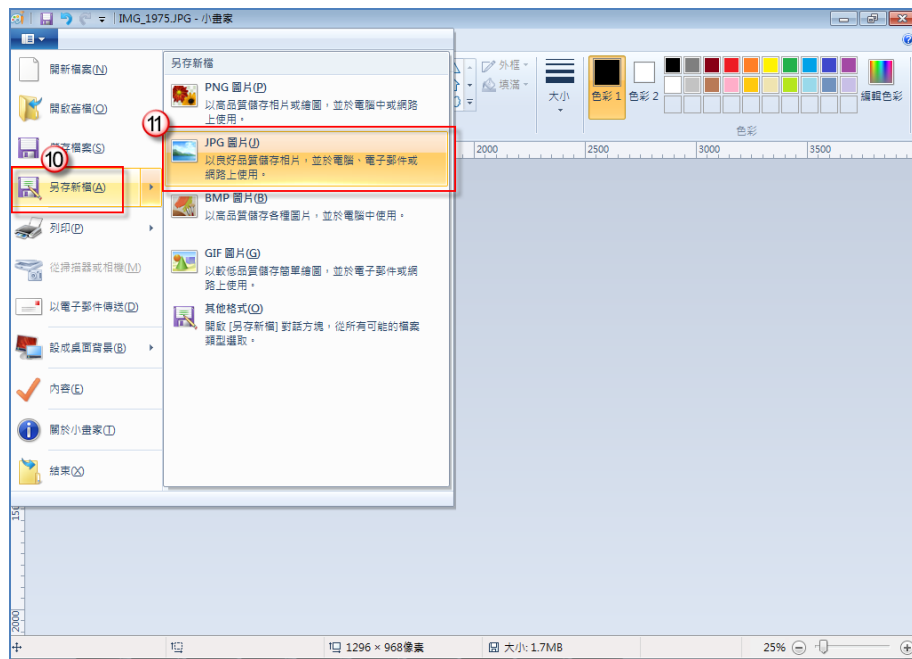 IMG_1975.JPG - 小畫家
開新檔案(N)
開啟舊檔(O)
儲存檔案(S)
10
另存新檔(A)
列印(P)
從掃描器或相機(M)
以電子郵件傳送(D)
設成桌面背景(B)
內容(E)
關於小畫家(T)
結束(X)
另存新檔
PNG 圖片(P)
以高品質儲存相片或繪圖，並於電腦中或網路
上使用。
11
JPG 圖片(J)
以良好品質儲存相片，並於電腦、電子郵件或
網路上使用。
BMP 圖片(B)
以高品質儲存各種圖片，並於電腦中使用。
GIF 圖片(G)
以較低品質儲存簡單繪圖，並於電子郵件或網
路上使用。
其他格式(O)
開啟 [另存新檔] 對話方塊，從所有可能的檔案
類型選取。
外框
填滿
大小
色彩 1
色彩 2
編輯色彩
色彩
2000
2500
3000
3500
2000
1296 × 968像素
大小: 1.7MB
25%